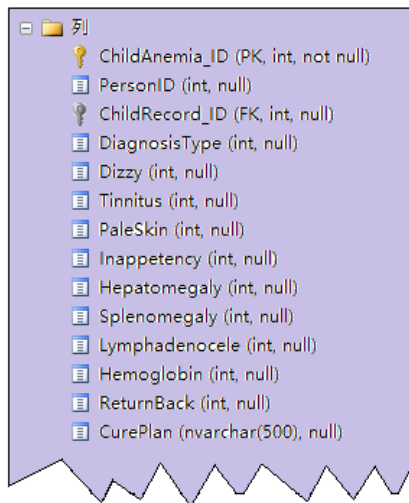 列
ChildAnemia_ID (PK, int, not null)
PersonID (int, null)
ChildRecord_ID (FK, int, null)
DiagnosisType (int, null)
Dizzy (int, null)
Tinnitus (int, null)
PaleSkin (int, null)
Inappetency (int, null)
Hepatomegaly (int, null)
Splenomegaly (int, null)
Lymphadenocele (int, null)
Hemoglobin (int, null)
ReturnBack (int, null)
CurePlan (nvarchar(500), null)